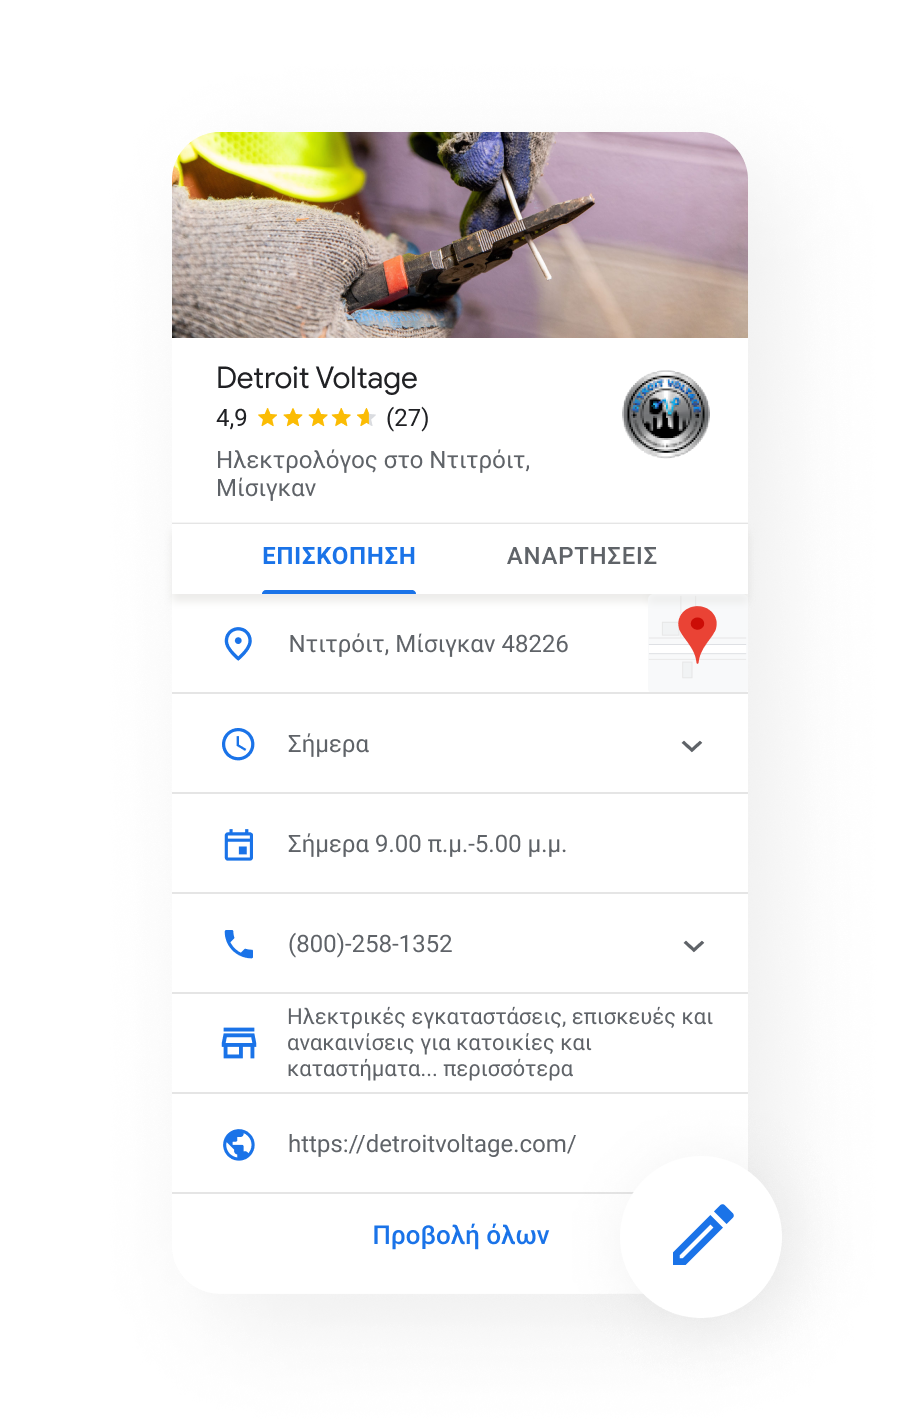 Detroit Voltage
4,9 (27)
DETROIT VOLTAGE
Ηλεκτρολόγος στο Ντιτρόιτ,
Μίσιγκαν
ΕΠΙΣΚΟΠΗΣΗ ΑΝΑΡΤΗΣΕΙΣ
Ντιτρόιτ, Μίσιγκαν 48226
Σήμερα
Σήμερα 9.00 π.μ.-5.00 μ.μ.
(800)-258-1352
Ηλεκτρικές εγκαταστάσεις, επισκευές και
ανακαινίσεις για κατοικίες και
καταστήματα... περισσότερα
https://detroitvoltage.com/
Προβολή όλων